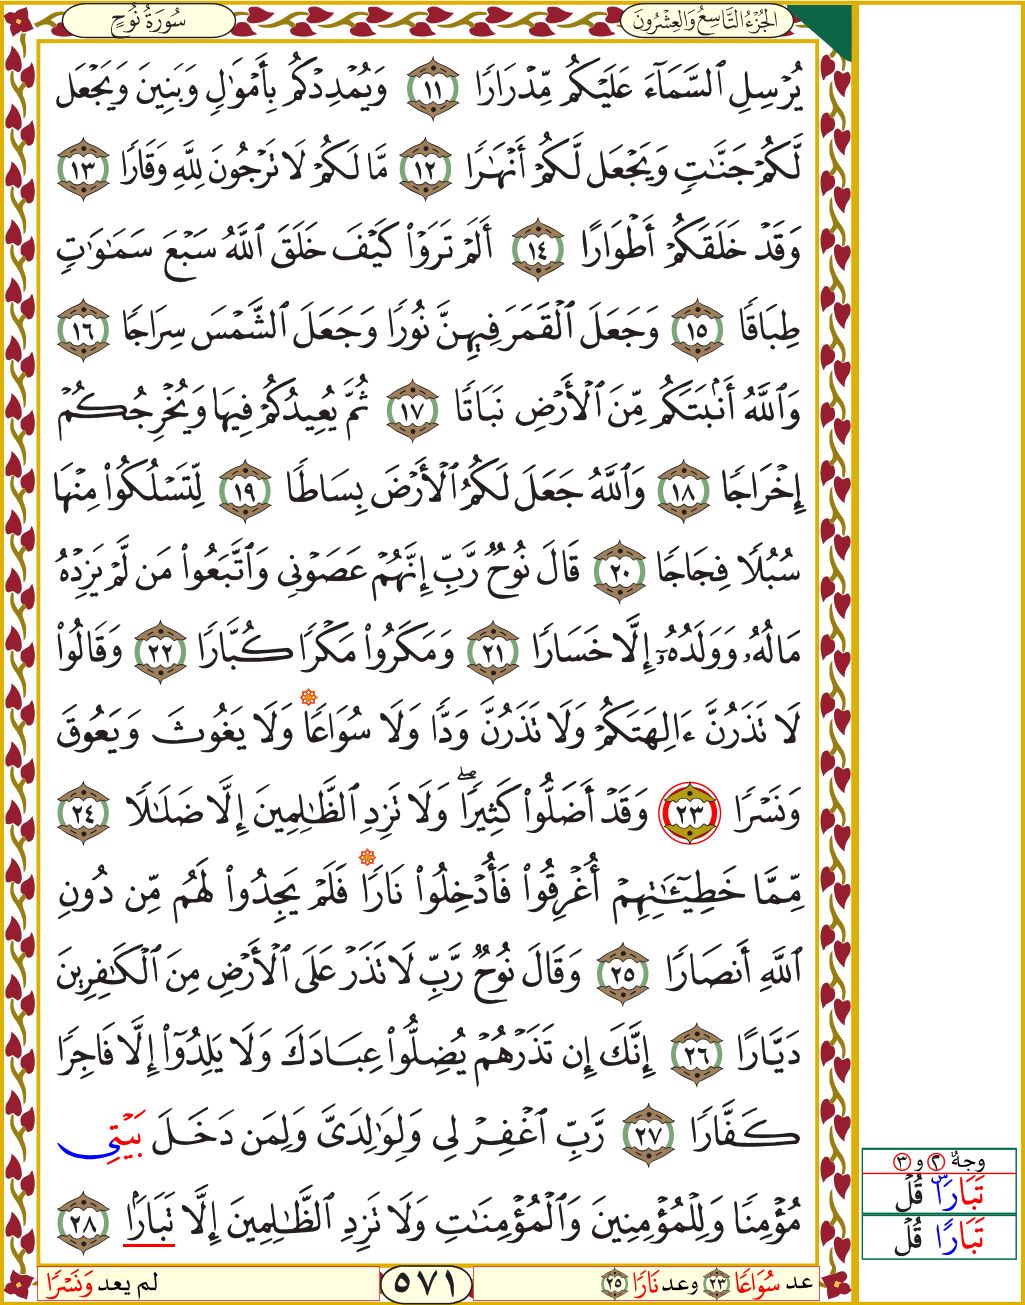 الجُزْءُ التَّاسِعُ وَالعِشْرُونَ
سُورَةُ نُوحٍ
يُرْسِلِ ٱلسَّمَآءَ عَلَيْكُم مِّدْرَارًا ١١ وَيُمْدِدْكُم بِأَمْوَٰلٍ وَبَنِينَ وَيَجْعَل
لَّكُمْ جَنَّٰتٍ وَيَجْعَل لَّكُمْ أَنْهَٰرًا ١٢ مَّا لَكُمْ لَا تَرْجُونَ لِلَّهِ وَقَارًا ١٣
وَقَدْ خَلَقَكُمْ أَطْوَارًا ١٤ أَلَمْ تَرَوْا۟ كَيْفَ خَلَقَ ٱللَّهُ سَبْعَ سَمَٰوَٰتٍ
طِبَاقًا ١٥ وَجَعَلَ ٱلْقَمَرَ فِيهِنَّ نُورًا وَجَعَلَ ٱلشَّمْسَ سِرَاجًا ١٦
وَٱللَّهُ أَنۢبَتَكُم مِّنَ ٱلْأَرْضِ نَبَاتًا ١٧ ثُمَّ يُعِيدُكُمْ فِيهَا وَيُخْرِجُكُمْ
إِخْرَاجًا ١٨ وَٱللَّهُ جَعَلَ لَكُمُ ٱلْأَرْضَ بِسَاطًا ١٩ لِّتَسْلُكُوا۟ مِنْهَا
سُبُلًا فِجَاجًا ٢٠ قَالَ نُوحٌ رَّبِّ إِنَّهُمْ عَصَوْنِى وَٱتَّبَعُوا۟ مَن لَّمْ يَزِدْهُ
مَالُهُۥ وَوَلَدُهُۥٓ إِلَّا خَسَارًا ٢١ وَمَكَرُوا۟ مَكْرًا كُبَّارًا ٢٢ وَقَالُوا۟
لَا تَذَرُنَّ ءَالِهَتَكُمْ وَلَا تَذَرُنَّ وَدًّا وَلَا سُوَاعًا وَلَا يَغُوثَ وَيَعُوقَ
وَنَسْرًا ٢٣ وَقَدْ أَضَلُّوا۟ كَثِيرًا ۖ وَلَا تَزِدِ ٱلظَّٰلِمِينَ إِلَّا ضَلَٰلًا ٢٤
مِّمَّا خَطِيٓـَٰٔتِهِمْ أُغْرِقُوا۟ فَأُدْخِلُوا۟ نَارًا فَلَمْ يَجِدُوا۟ لَهُم مِّن دُونِ
ٱللَّهِ أَنصَارًا ٢٥ وَقَالَ نُوحٌ رَّبِّ لَا تَذَرْ عَلَى ٱلْأَرْضِ مِنَ ٱلْكَٰفِرِينَ
دَيَّارًا ٢٦ إِنَّكَ إِن تَذَرْهُمْ يُضِلُّوا۟ عِبَادَكَ وَلَا يَلِدُوٓا۟ إِلَّا فَاجِرًا
كَفَّارًا ٢٧ رَّبِّ ٱغْفِرْ لِى وَلِوَٰلِدَىَّ وَلِمَن دَخَلَ بَيْتِى
مُؤْمِنًا وَلِلْمُؤْمِنِينَ وَٱلْمُؤْمِنَٰتِ وَلَا تَزِدِ ٱلظَّٰلِمِينَ إِلَّا تَبَارًۢا ٢٨
وجهُ ٢ و ٣
تَبَارَاۜ قُلْ
تَبَارًا قُلْ
عد سُوَاعًا ٢٣ وعد نَارًا ٢٥
٥٧١
لم يعد وَنَسْرًا